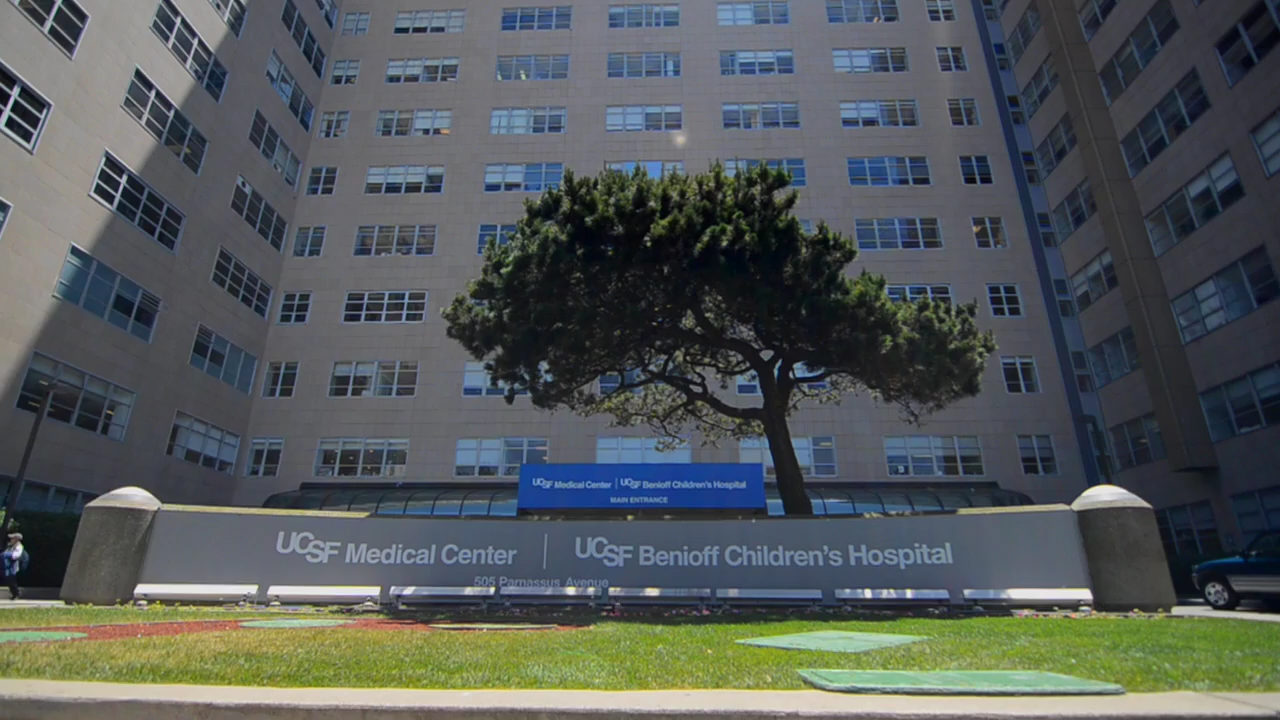 UCSF Medical Center | UCSF Benioff Children's Hospital
MAIN ENTRANCE
UCSF Medical Center | UCSF Benioff Children's Hospital
505 Parnassus Avenue